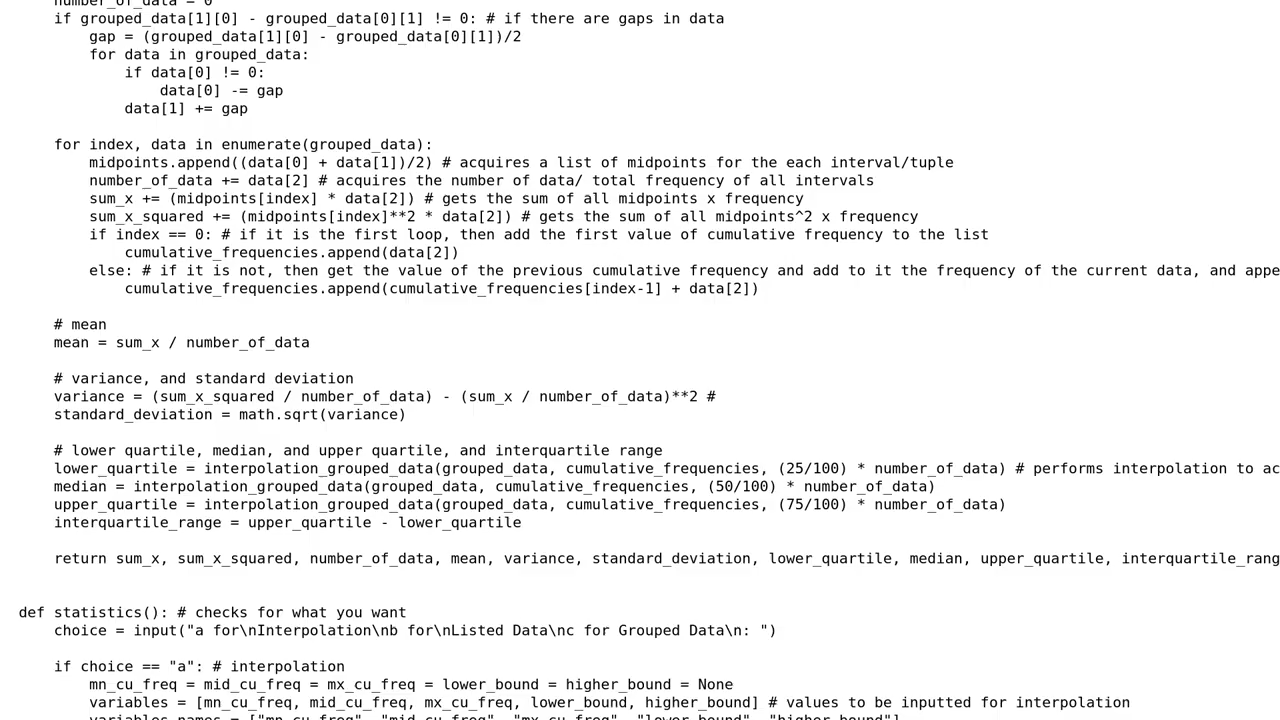 number_of_data = 0
if grouped_data[1][0] - grouped_data[0][1] != 0: # if there are gaps in data
gap = (grouped_data[1][0] - grouped_data[0][1])/2
for data in grouped_data:
if data[0] != 0:
data[0] -= gap
data[1] += gap
for index, data in enumerate(grouped_data):
midpoints.append((data[0] + data[1])/2) # acquires a list of midpoints for the each interval/tuple
number_of_data += data[2] # acquires the number of data/ total frequency of all intervals
sum_x += (midpoints[index] * data[2]) # gets the sum of all midpoints x frequency
sum_x_squared += (midpoints[index]**2 * data[2]) # gets the sum of all midpoints^2 x frequency
if index == 0: # if it is the first loop, then add the first value of cumulative frequency to the list
cumulative_frequencies.append(data[2])
else: # if it is not, then get the value of the previous cumulative frequency and add to it the frequency of the current data, and appe
cumulative_frequencies.append(cumulative_frequencies[index-1] + data[2])
# mean
mean = sum_x / number_of_data
# variance, and standard deviation
variance = (sum_x_squared / number_of_data) - (sum_x / number_of_data)**2 #
standard_deviation = math.sqrt(variance)
# lower quartile, median, and upper quartile, and interquartile range
lower_quartile = interpolation_grouped_data(grouped_data, cumulative_frequencies, (25/100) * number_of_data) # performs interpolation to ac
median = interpolation_grouped_data(grouped_data, cumulative_frequencies, (50/100) * number_of_data)
upper_quartile = interpolation_grouped_data(grouped_data, cumulative_frequencies, (75/100) * number_of_data)
interquartile_range = upper_quartile - lower_quartile
return sum_x, sum_x_squared, number_of_data, mean, variance, standard_deviation, lower_quartile, median, upper_quartile, interquartile_rang
def statistics(): # checks for what you want
choice = input("a for\nInterpolation\nb for\nListed Data\nc for Grouped Data\n: ")
if choice == "a": # interpolation
mn_cu_freq = mid_cu_freq = mx_cu_freq = lower_bound = higher_bound = None
variables = [mn_cu_freq, mid_cu_freq, mx_cu_freq, lower_bound, higher_bound] # values to be inputted for interpolation
variables_names = ["mn_cu_freq", "mid_cu_freq", "mx_cu_freq", "lower_bound", "higher_bound"]